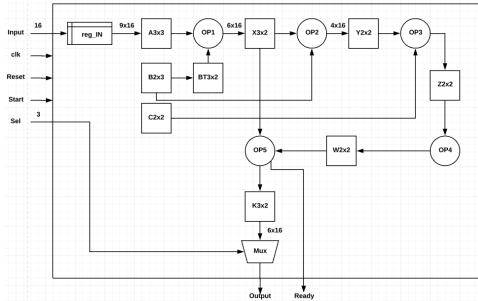 16 9x16 6x16 4x16
Input reg_IN A3x3 OP1 X3x2 OP2 Y2x2 OP3
clk
Reset B2x3 BT3x2 Z2x2
Start
Sel 3 C2x2
OP5 W2x2 OP4
K3x2
6x16
Mux
Output Ready